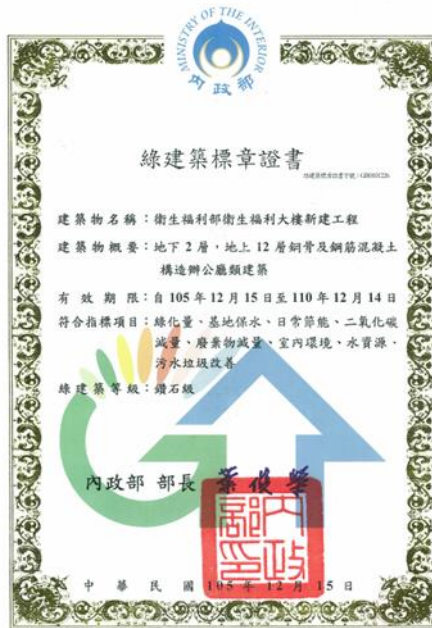 MINISTRY OF THE INTERIOR
內政部
綠建築標章證書
建築物名稱：衛生福利部衛生福利大樓新建工程
建築物概要：地下2層，地上12層鋼骨及鋼筋混凝土
構造辦公廳類建築
有效期限：自105年12月15日至110年12月14日
符合指標項目：綠化量、基地保水、日常節能、二氧化碳
減量、廢棄物減量、室內環境、水資源、
污水垃圾改善
綠建築等級：鑽石級
內政部 部長 葉俊榮
內政部印
中華民國105年12月15日